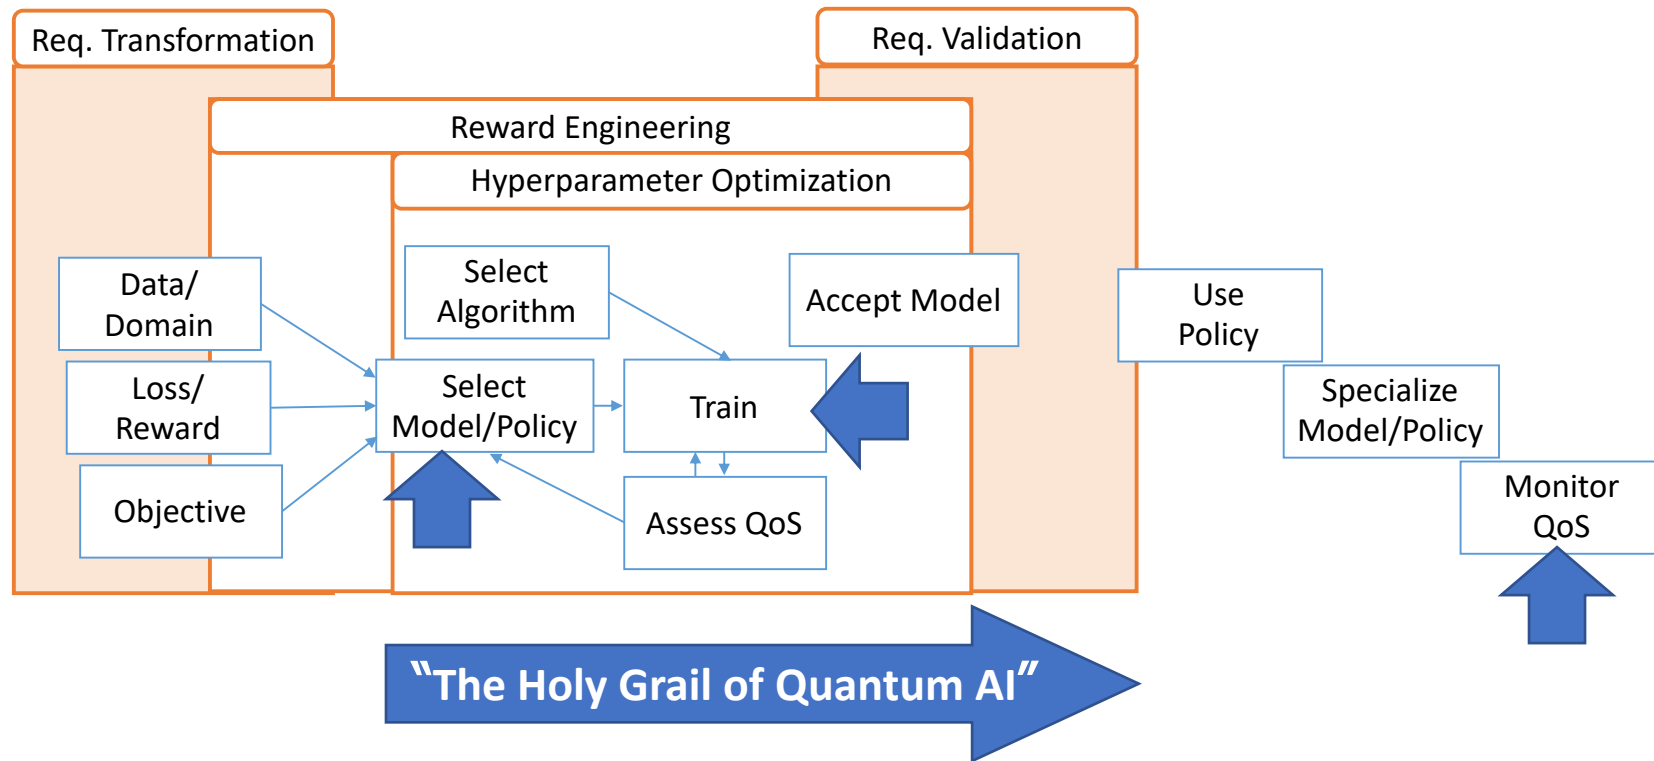 Req. Transformation
Req. Validation
Reward Engineering
Hyperparameter Optimization
Data/
Domain
Loss/
Reward
Objective
Select
Algorithm
Select
Model/Policy
Train
Assess QoS
Accept Model
Use
Policy
Specialize
Model/Policy
Monitor
QoS
‟The Holy Grail of Quantum AI”